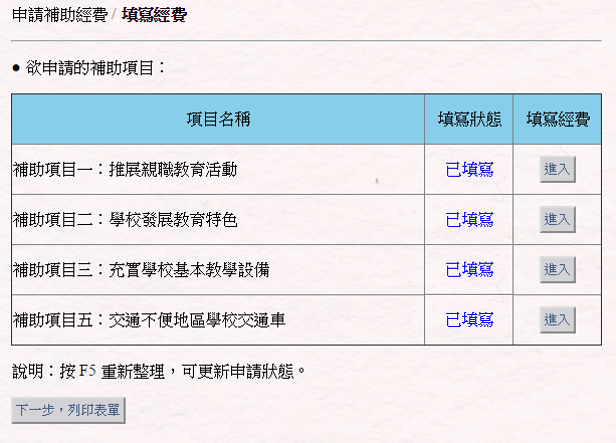 申請補助經費 / 填寫經費
● 欲申請的補助項目：
項目名稱 填寫狀態 填寫經費
補助項目一：推展親職教育活動 已填寫 進入
補助項目二：學校發展教育特色 已填寫 進入
補助項目三：充實學校基本教學設備 已填寫 進入
補助項目五：交通不便地區學校交通車 已填寫 進入
說明：按 F5 重新整理，可更新申請狀態。
下一步，列印表單